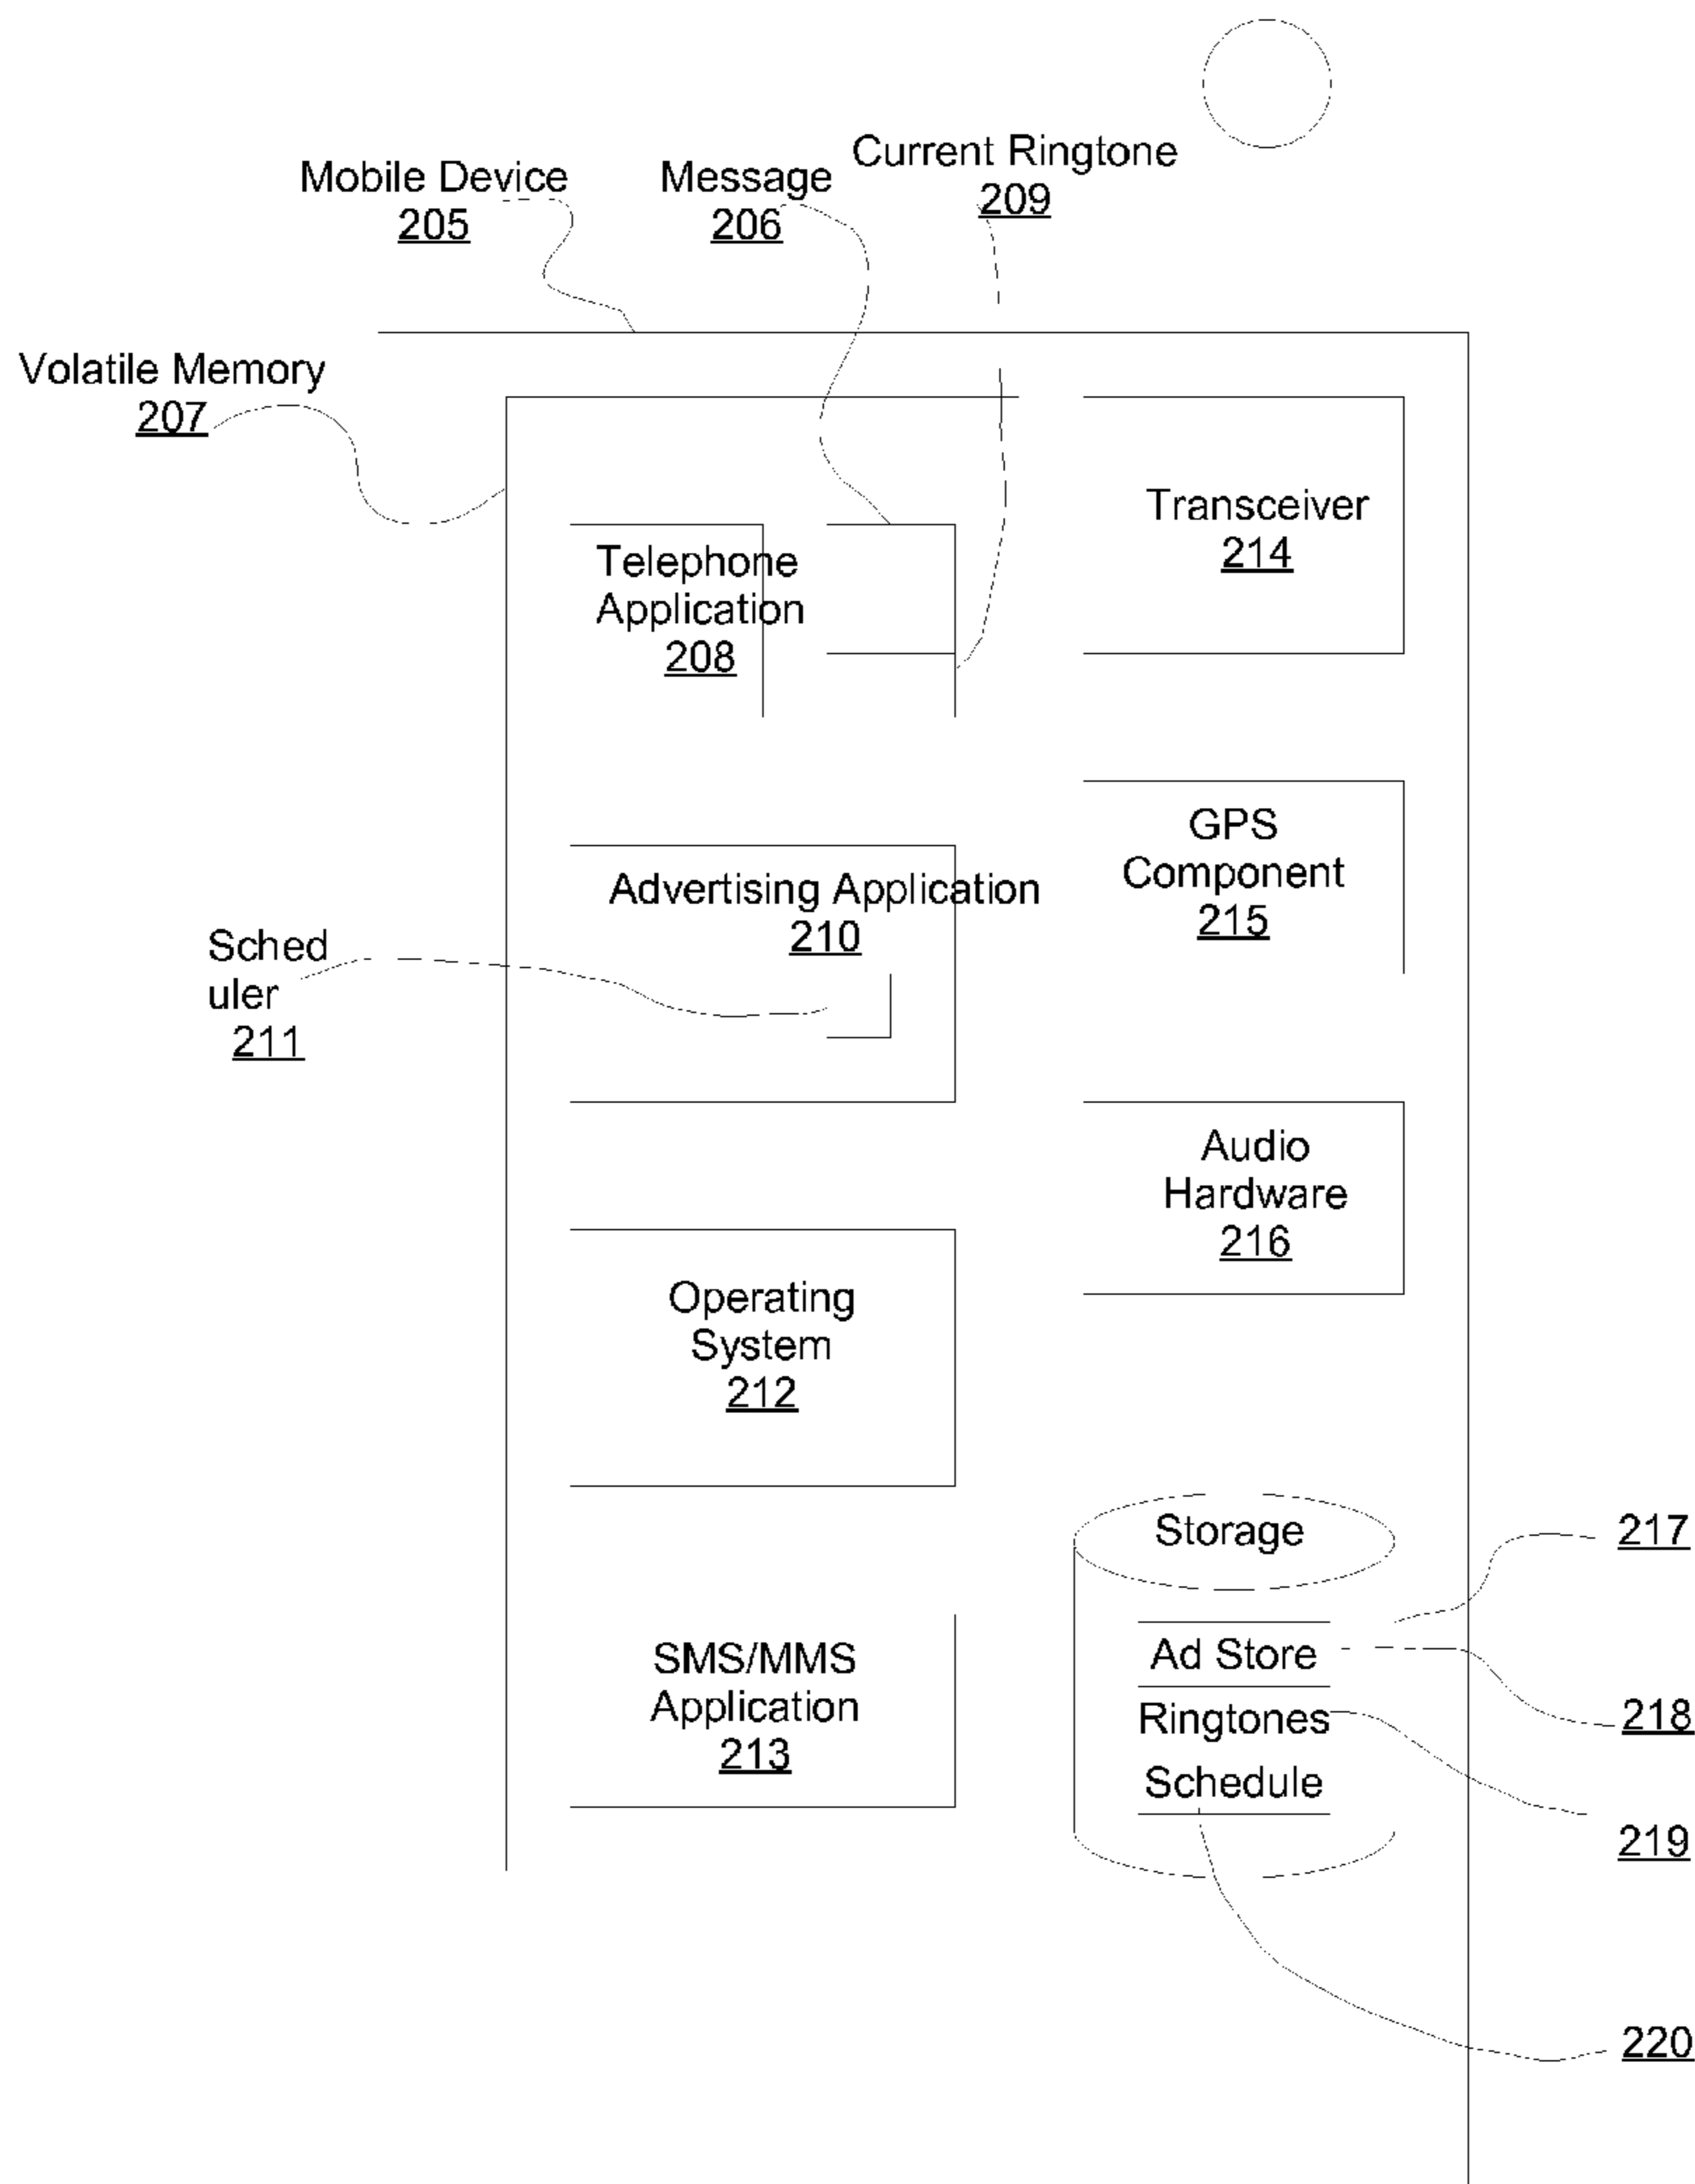 Current Ringtone
209
Mobile Device
205
Message
206
Volatile Memory
207
Transceiver
214
Telephone
Application
208
GPS
Component
215
Advertising Application
210
Sched
uler
211
Audio
Hardware
216
Operating
System
212
Storage
217
SMS/MMS
Application
213
Ad Store
218
Ringtones
Schedule
219
220